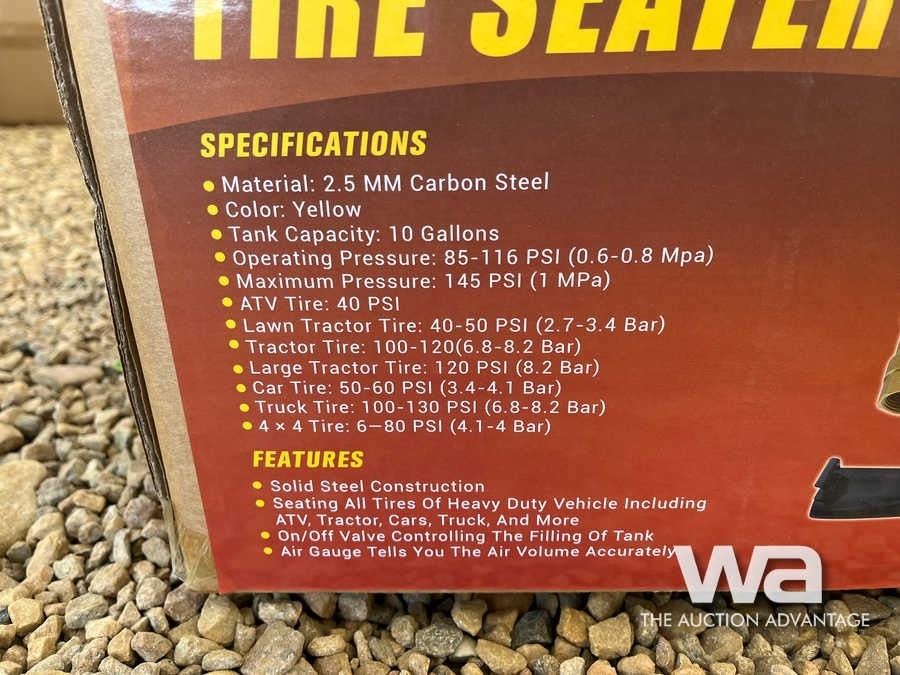 TIRE SEATER
SPECIFICATIONS
Material: 2.5 MM Carbon Steel
Color: Yellow
Tank Capacity: 10 Gallons
Operating Pressure: 85-116 PSI (0.6-0.8 Mpa)
Maximum Pressure: 145 PSI (1 MPa)
ATV Tire: 40 PSI
Lawn Tractor Tire: 40-50 PSI (2.7-3.4 Bar)
Tractor Tire: 100-120(6.8-8.2 Bar)
Large Tractor Tire: 120 PSI (8.2 Bar)
Car Tire: 50-60 PSI (3.4-4.1 Bar)
Truck Tire: 100-130 PSI (6.8-8.2 Bar)
4 × 4 Tire: 6—80 PSI (4.1-4 Bar)
FEATURES
Solid Steel Construction
Seating All Tires Of Heavy Duty Vehicle Including
ATV, Tractor, Cars, Truck, And More
On/Off Valve Controlling The Filling Of Tank
Air Gauge Tells You The Air Volume Accurately
wa
THE AUCTION ADVANTAGE